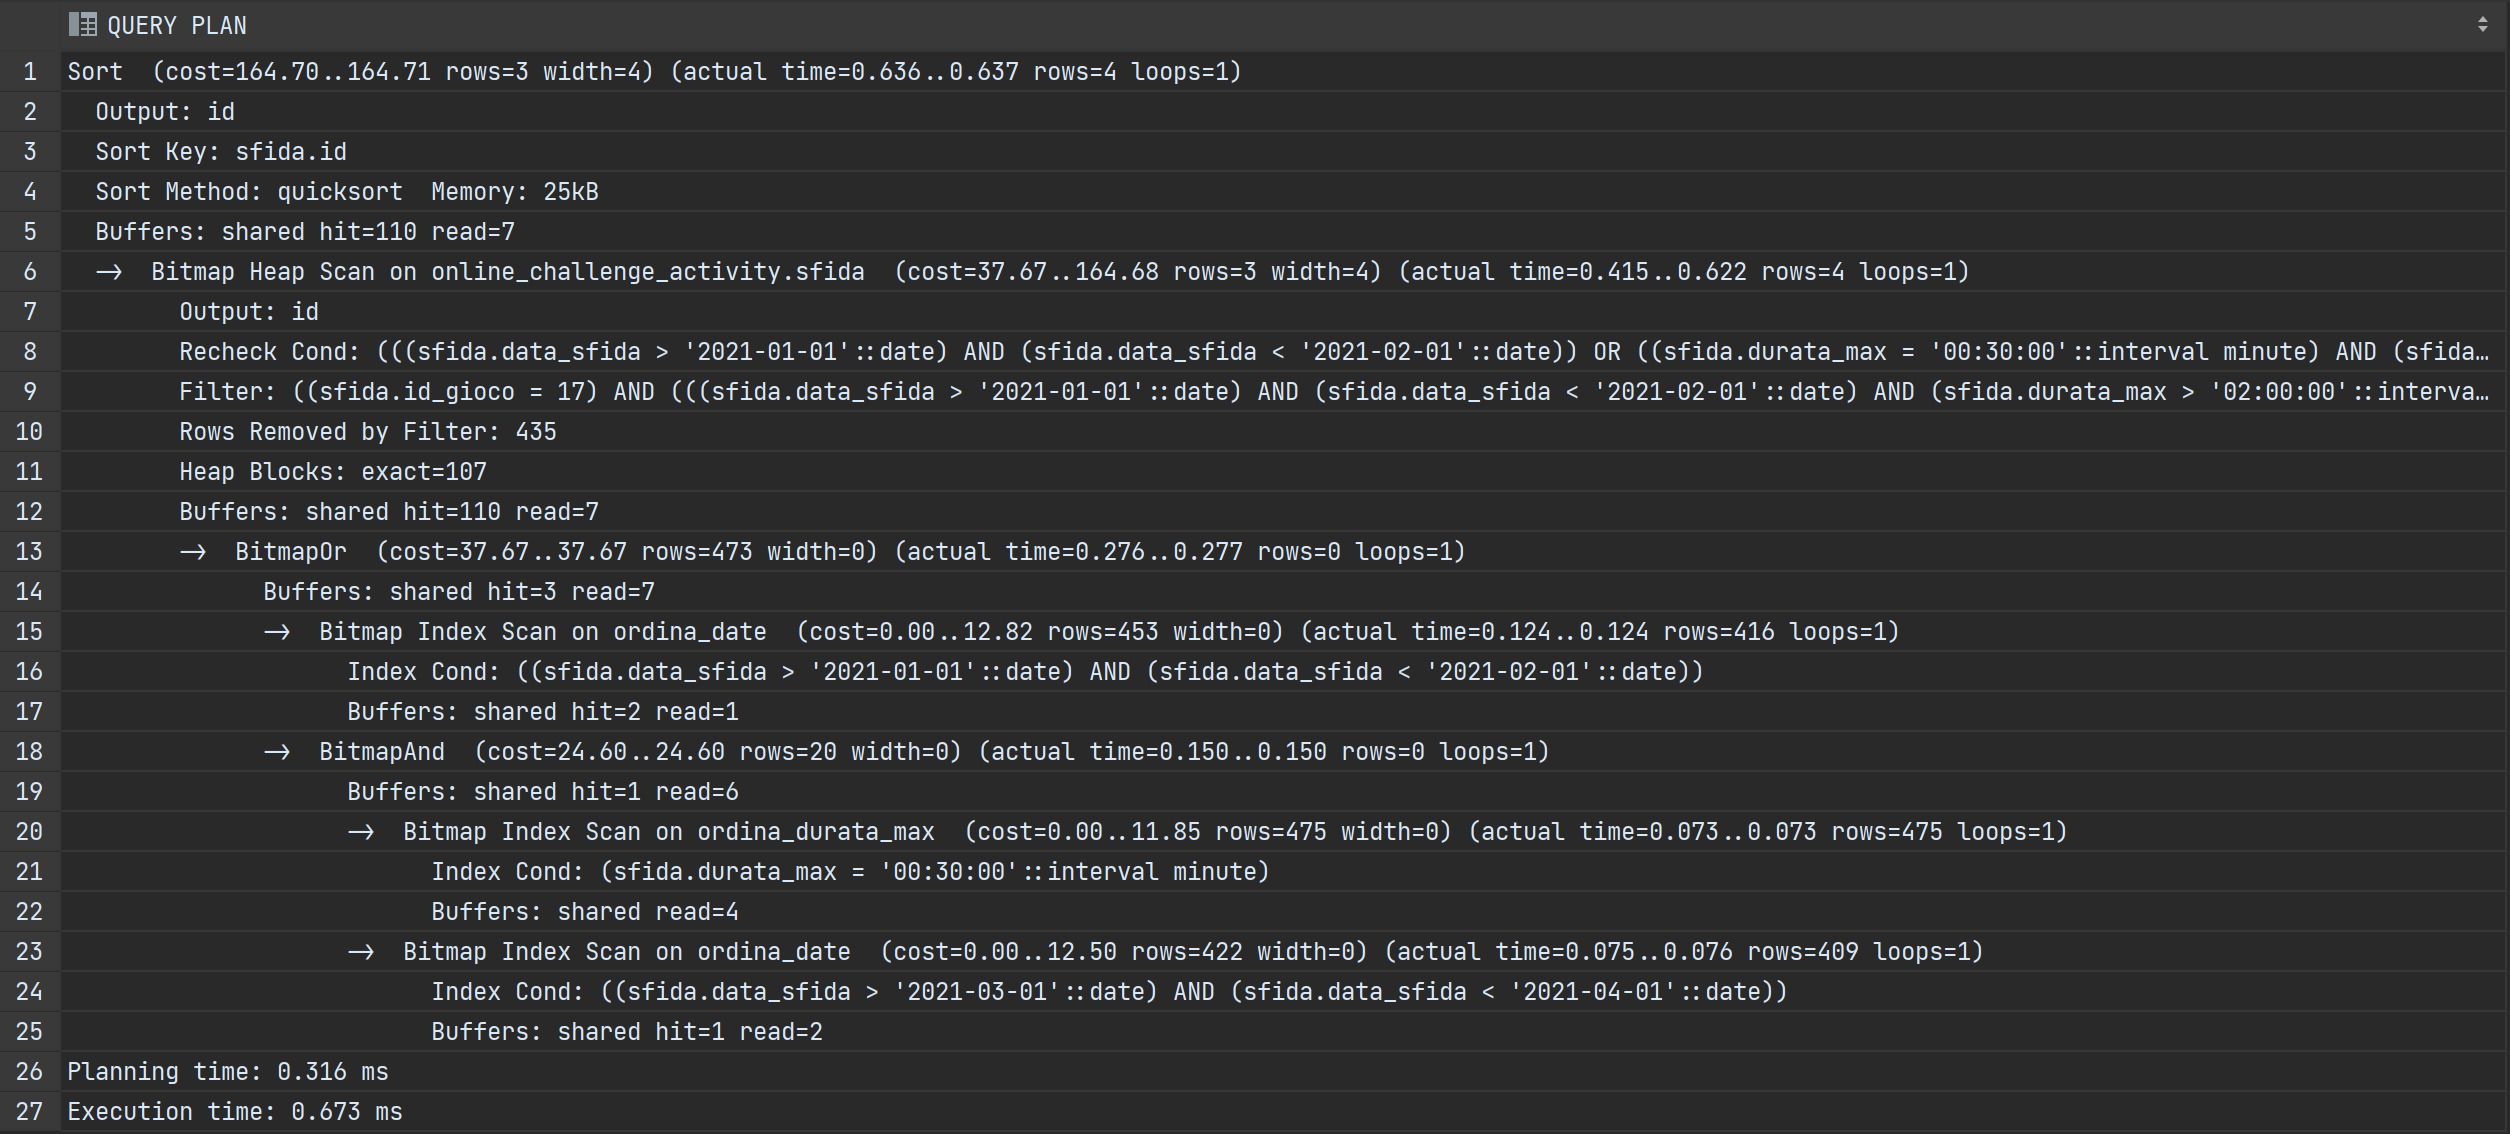 QUERY PLAN
1 Sort  (cost=164.70..164.71 rows=3 width=4) (actual time=0.636..0.637 rows=4 loops=1)
2   Output: id
3   Sort Key: sfida.id
4   Sort Method: quicksort  Memory: 25kB
5   Buffers: shared hit=110 read=7
6   ->  Bitmap Heap Scan on online_challenge_activity.sfida  (cost=37.67..164.68 rows=3 width=4) (actual time=0.415..0.622 rows=4 loops=1)
7         Output: id
8         Recheck Cond: (((sfida.data_sfida > '2021-01-01'::date) AND (sfida.data_sfida < '2021-02-01'::date)) OR ((sfida.durata_max = '00:30:00'::interval minute) AND (sfida…
9         Filter: ((sfida.id_gioco = 17) AND (((sfida.data_sfida > '2021-01-01'::date) AND (sfida.data_sfida < '2021-02-01'::date) AND (sfida.durata_max > '02:00:00'::interva…
10         Rows Removed by Filter: 435
11         Heap Blocks: exact=107
12         Buffers: shared hit=110 read=7
13         ->  BitmapOr  (cost=37.67..37.67 rows=473 width=0) (actual time=0.276..0.277 rows=0 loops=1)
14               Buffers: shared hit=3 read=7
15               ->  Bitmap Index Scan on ordina_date  (cost=0.00..12.82 rows=453 width=0) (actual time=0.124..0.124 rows=416 loops=1)
16                     Index Cond: ((sfida.data_sfida > '2021-01-01'::date) AND (sfida.data_sfida < '2021-02-01'::date))
17                     Buffers: shared hit=2 read=1
18               ->  BitmapAnd  (cost=24.60..24.60 rows=20 width=0) (actual time=0.150..0.150 rows=0 loops=1)
19                     Buffers: shared hit=1 read=6
20                     ->  Bitmap Index Scan on ordina_durata_max  (cost=0.00..11.85 rows=475 width=0) (actual time=0.073..0.073 rows=475 loops=1)
21                           Index Cond: (sfida.durata_max = '00:30:00'::interval minute)
22                           Buffers: shared read=4
23                     ->  Bitmap Index Scan on ordina_date  (cost=0.00..12.50 rows=422 width=0) (actual time=0.075..0.076 rows=409 loops=1)
24                           Index Cond: ((sfida.data_sfida > '2021-03-01'::date) AND (sfida.data_sfida < '2021-04-01'::date))
25                           Buffers: shared hit=1 read=2
26 Planning time: 0.316 ms
27 Execution time: 0.673 ms